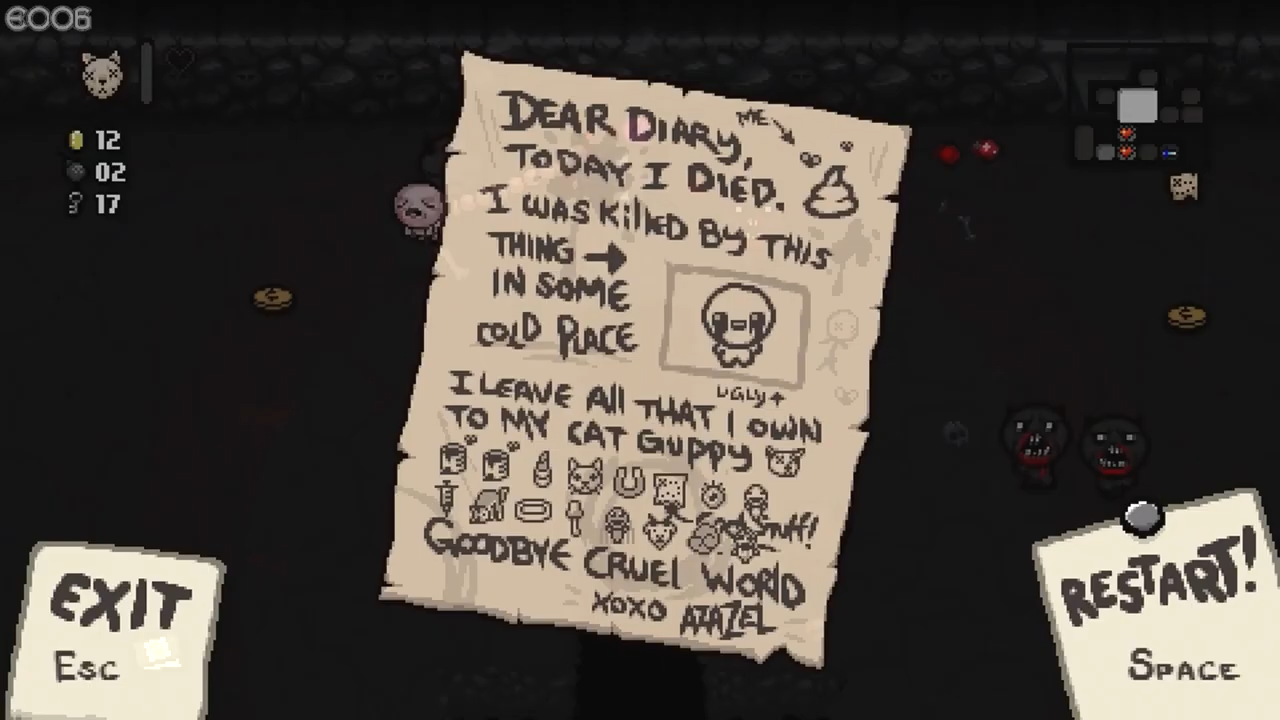 E006
12
02
17
DEAR DIARY,
ME
TODAY I DIED.
I WAS KILLED BY THIS
THING →
IN SOME
COLD PLACE
UGLY
I LEAVE All THAT I OWN
TO MY CAT GUPPY
Stuff!
GOODBYE CRUEL WORLD
XOXO AZAZEL
EXIT
ESC
RESTART!
SPACE